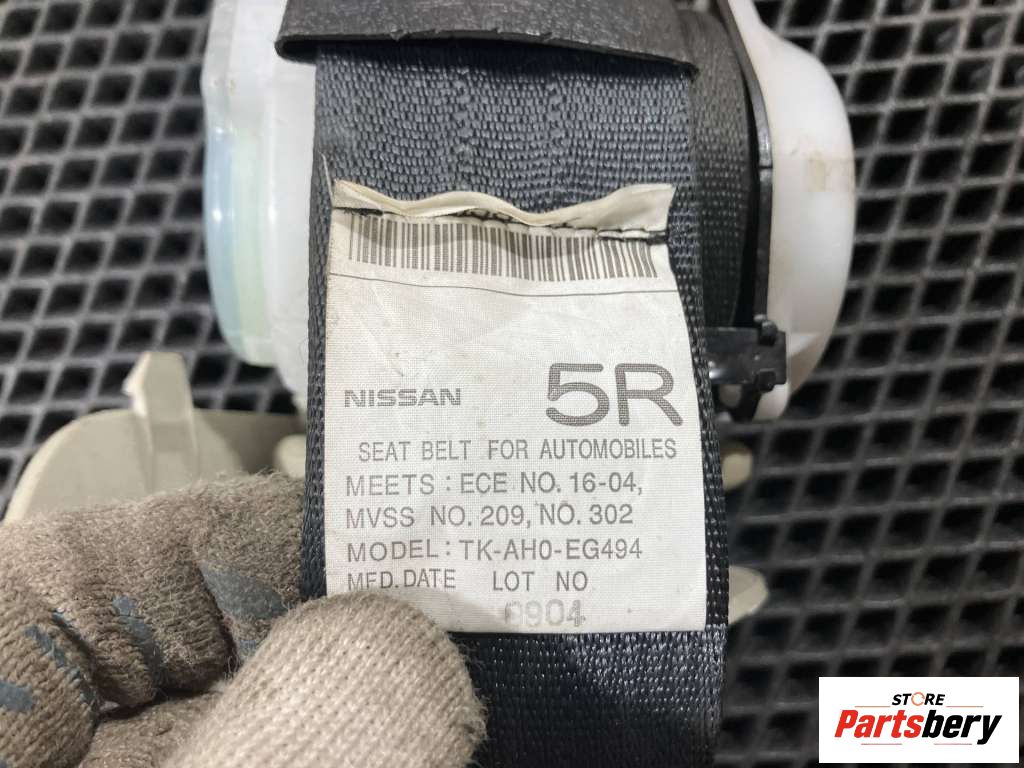 NISSAN 5R
SEAT BELT FOR AUTOMOBILES
MEETS : ECE NO. 16-04,
MVSS NO. 209, NO. 302
MODEL : TK-AH0-EG494
MFD. DATE LOT NO
STORE
Partsbery